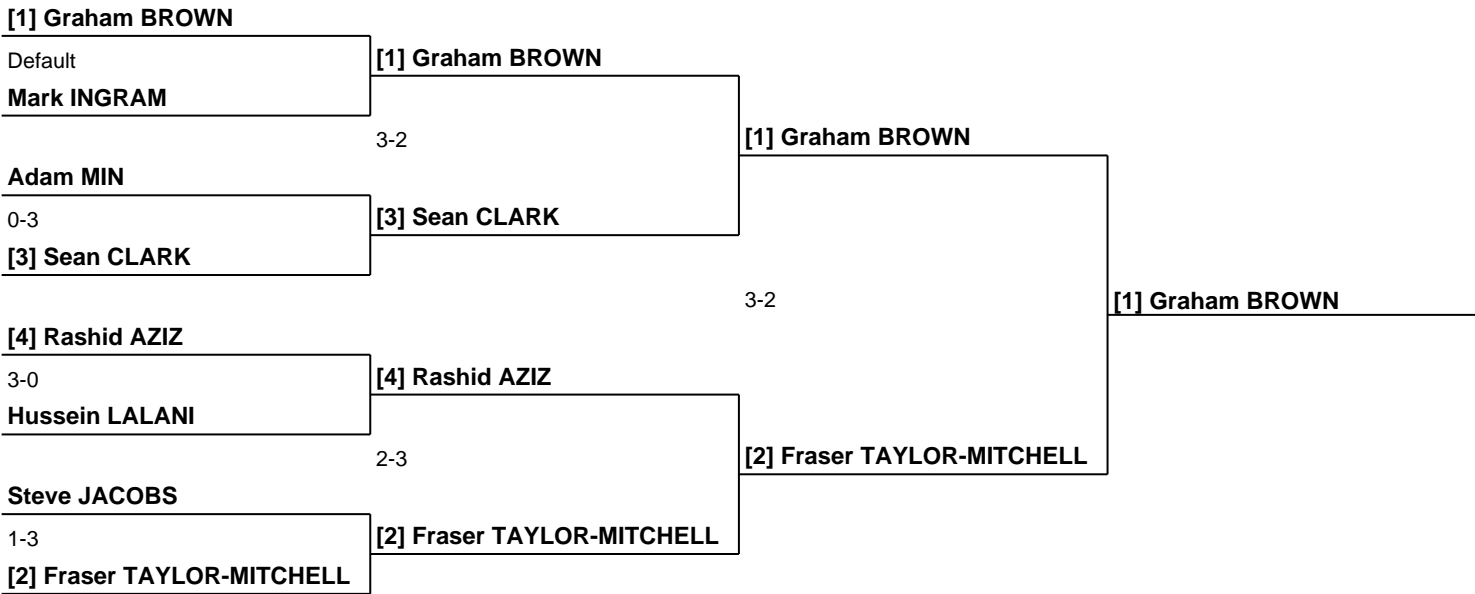 [1] Graham BROWN
Default
[1] Graham BROWN
Mark INGRAM
3-2
[1] Graham BROWN
Adam MIN
0-3
[3] Sean CLARK
[3] Sean CLARK
3-2
[1] Graham BROWN
[4] Rashid AZIZ
3-0
[4] Rashid AZIZ
Hussein LALANI
2-3
[2] Fraser TAYLOR-MITCHELL
Steve JACOBS
1-3
[2] Fraser TAYLOR-MITCHELL
[2] Fraser TAYLOR-MITCHELL